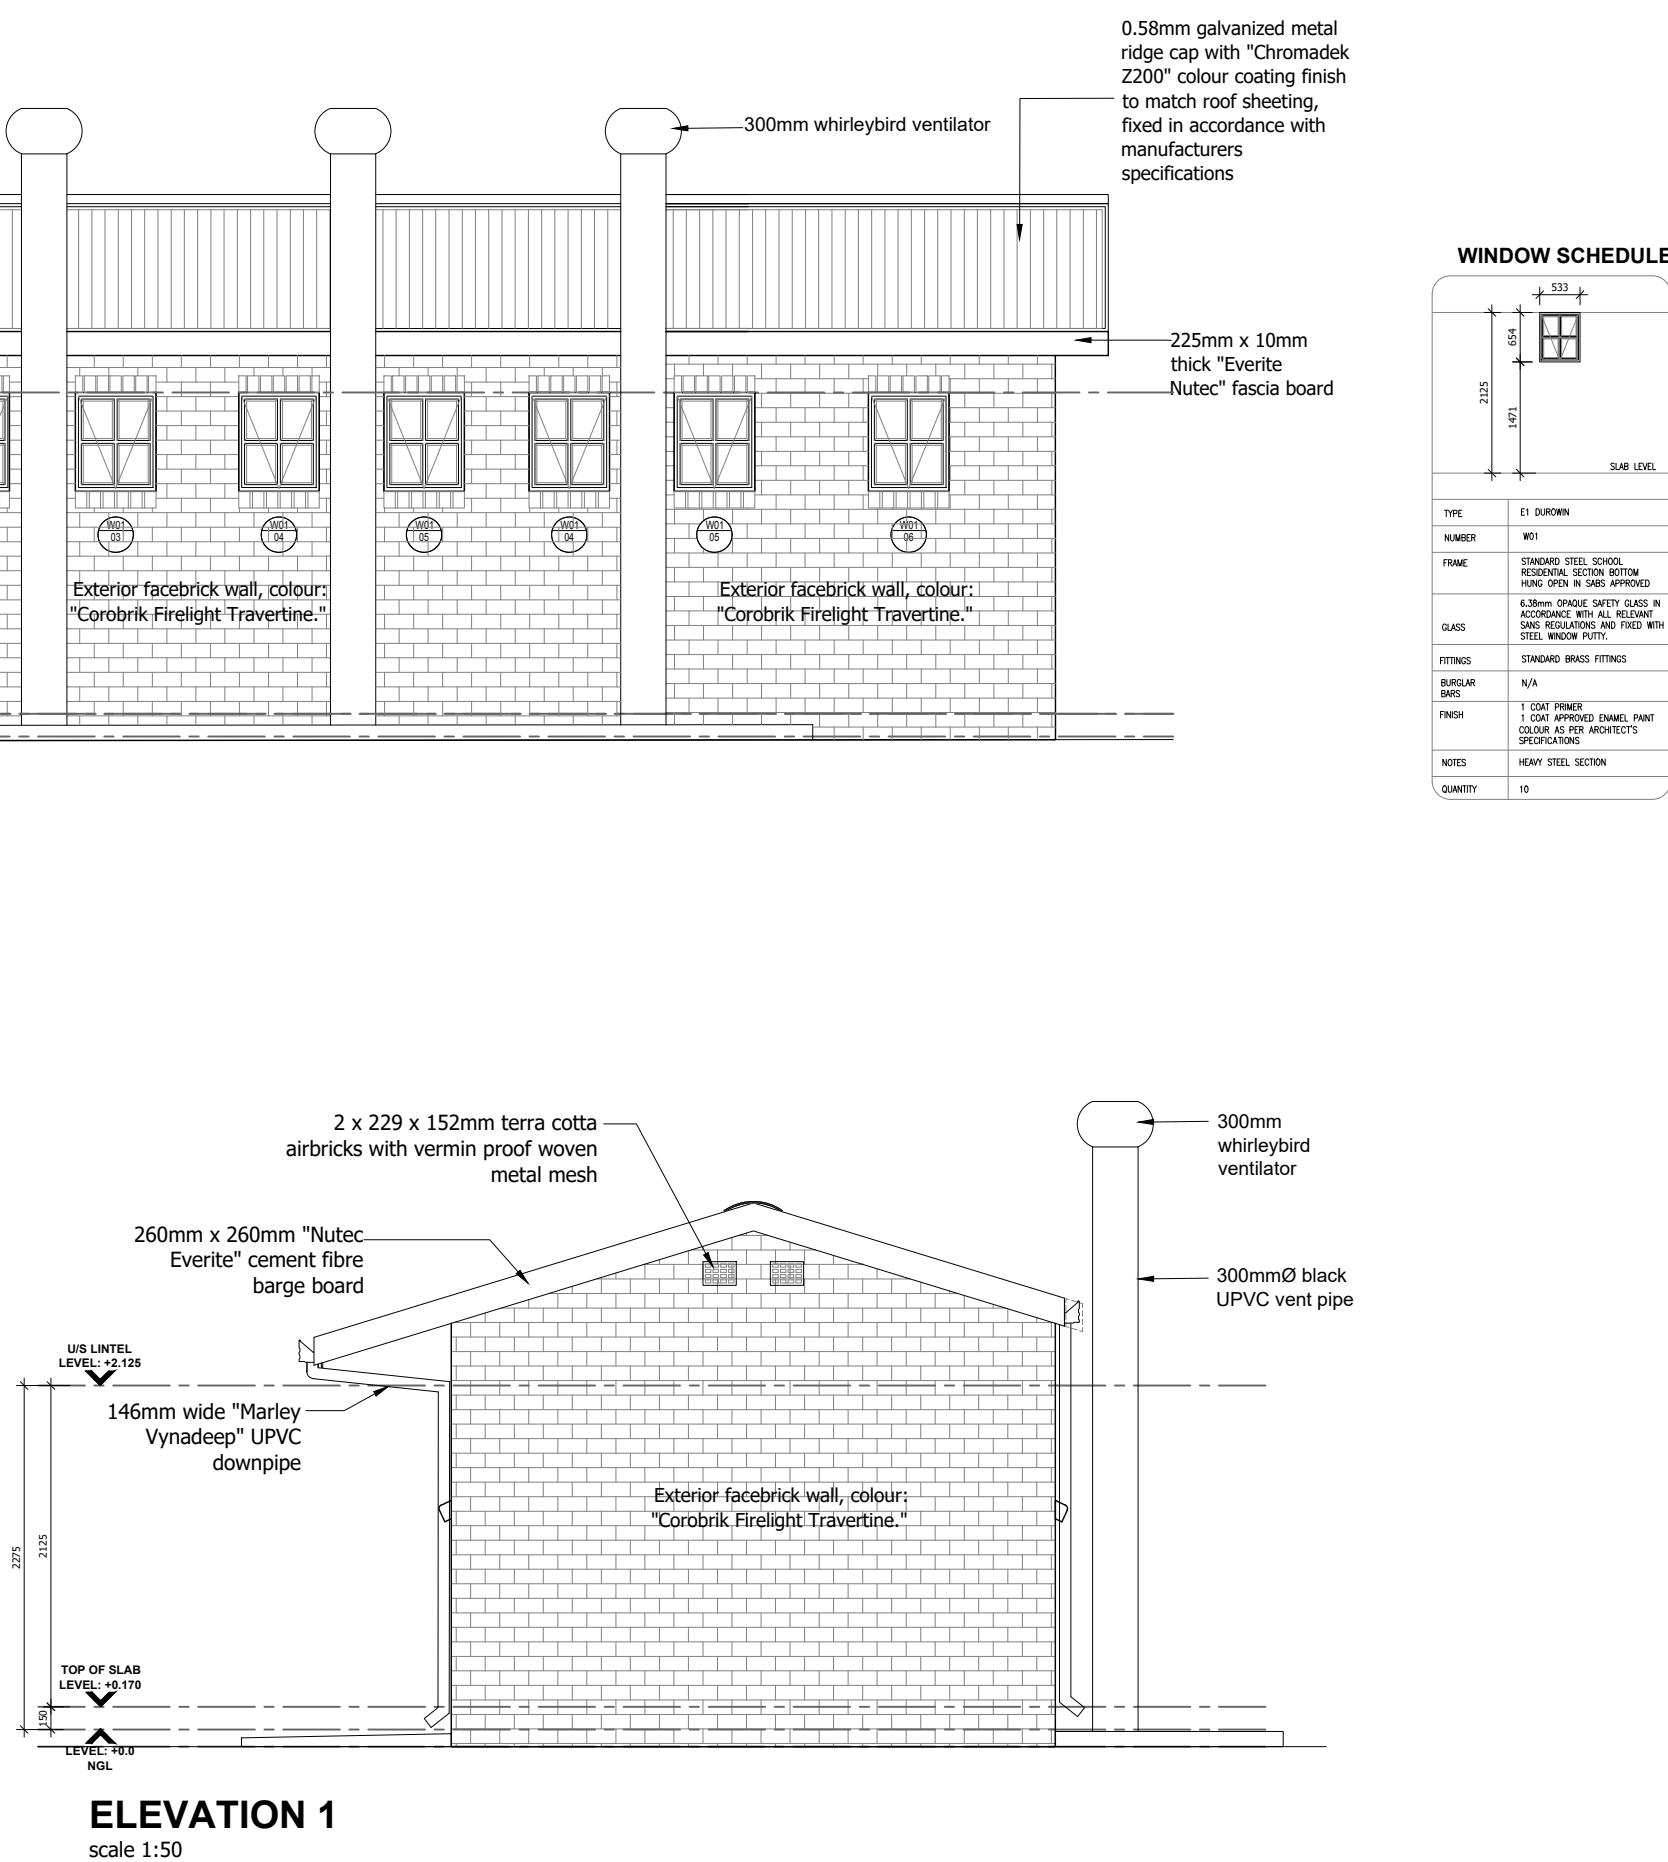 0.58mm galvanized metal
ridge cap with "Chromadek
Z200" colour coating finish
to match roof sheeting,
fixed in accordance with
manufacturers
specifications
300mm whirleybird ventilator
225mm x 10mm
thick "Everite
Nutec" fascia board
W01
03
W01
04
W01
05
W01
04
W01
05
W01
06
Exterior facebrick wall, colour:
"Corobrik Firelight Travertine."
Exterior facebrick wall, colour:
"Corobrik Firelight Travertine."
WINDOW SCHEDULE
533
654
2125
1471
SLAB LEVEL
TYPE
E1 DUROWIN
NUMBER
W01
FRAME
STANDARD STEEL SCHOOL
RESIDENTIAL SECTION BOTTOM
HUNG OPEN IN SABS APPROVED
GLASS
6.38mm OPAQUE SAFETY GLASS IN
ACCORDANCE WITH ALL RELEVANT
SANS REGULATIONS AND FIXED WITH
STEEL WINDOW PUTTY.
FITTINGS
STANDARD BRASS FITTINGS
BURGLAR
BARS
N/A
FINISH
1 COAT PRIMER
1 COAT APPROVED ENAMEL PAINT
COLOUR AS PER ARCHITECT'S
SPECIFICATIONS
NOTES
HEAVY STEEL SECTION
QUANTITY
10
2 x 229 x 152mm terra cotta
airbricks with vermin proof woven
metal mesh
260mm x 260mm "Nutec
Everite" cement fibre
barge board
300mm
whirleybird
ventilator
300mmØ black
UPVC vent pipe
U/S LINTEL
LEVEL: +2.125
146mm wide "Marley
Vynadeep" UPVC
downpipe
Exterior facebrick wall, colour:
"Corobrik Firelight Travertine."
2275
2125
TOP OF SLAB
LEVEL: +0.170
150
LEVEL: +0.0
NGL
ELEVATION 1
scale 1:50